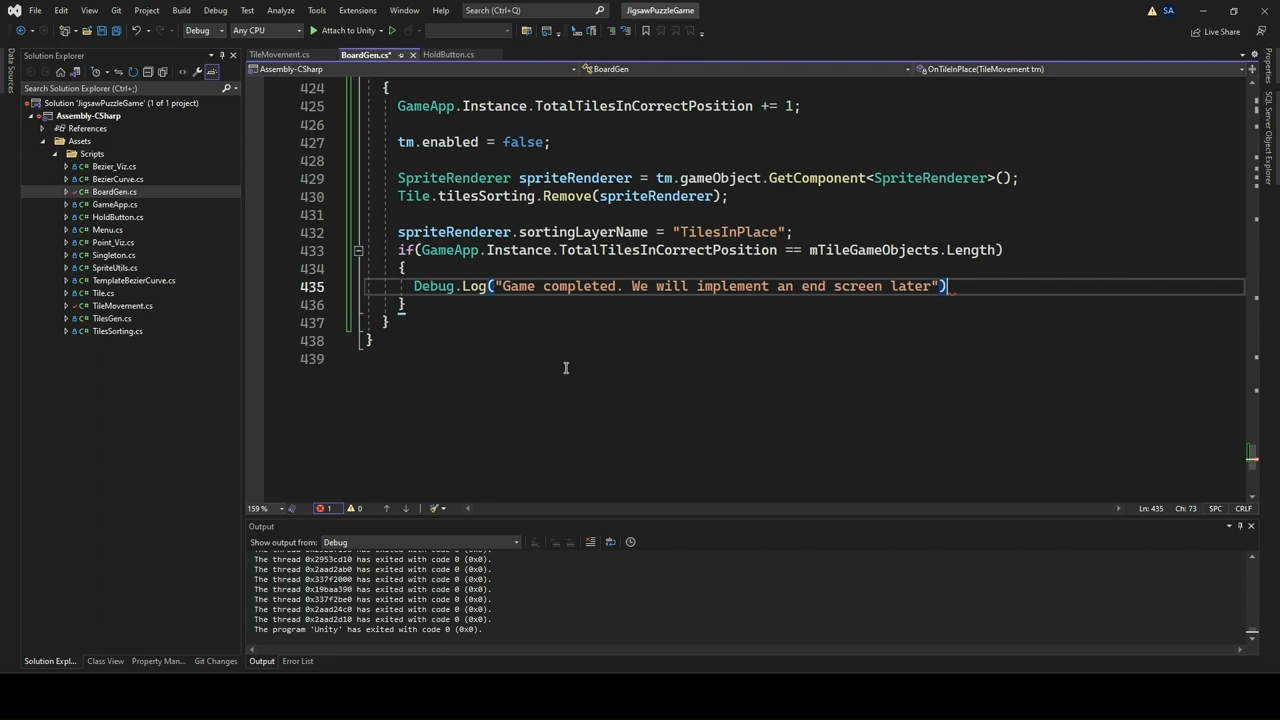 File Edit View Git Project Build Debug Test Analyze Tools Extensions Window Help Search (Ctrl+Q) JigsawPuzzleGame SA
Debug Any CPU Attach to Unity Live Share
Data Sources
Solution Explorer
Search Solution Explorer (Ctrl+;)
Solution 'JigsawPuzzleGame' (1 of 1 project)
Assembly-CSharp
References
Assets
Scripts
C# Bezier_Viz.cs
C# BezierCurve.cs
C# BoardGen.cs
C# GameApp.cs
C# HoldButton.cs
C# Menu.cs
C# Point_Viz.cs
C# Singleton.cs
C# SpriteUtils.cs
C# TemplateBezierCurve.cs
C# Tile.cs
C# TileMovement.cs
C# TilesGen.cs
C# TilesSorting.cs
Solution Expl... Class View Property Man... Git Changes
TileMovement.cs BoardGen.cs* HoldButton.cs
Assembly-CSharp BoardGen OnTileInPlace(TileMovement tm)
424 {
425 GameApp.Instance.TotalTilesInCorrectPosition += 1;
426
427 tm.enabled = false;
428
429 SpriteRenderer spriteRenderer = tm.gameObject.GetComponent<SpriteRenderer>();
430 Tile.tilesSorting.Remove(spriteRenderer);
431
432 spriteRenderer.sortingLayerName = "TilesInPlace";
433 if(GameApp.Instance.TotalTilesInCorrectPosition == mTileGameObjects.Length)
434 {
435 Debug.Log("Game completed. We will implement an end screen later")
436 }
437 }
438 }
439
159 % 1 0 Ln: 435 Ch: 73 SPC CRLF
Output
Show output from: Debug
The thread 0x2953cd10 has exited with code 0 (0x0).
The thread 0x2aad2ab0 has exited with code 0 (0x0).
The thread 0x337f2000 has exited with code 0 (0x0).
The thread 0x19baa390 has exited with code 0 (0x0).
The thread 0x337f2be0 has exited with code 0 (0x0).
The thread 0x2aad24c0 has exited with code 0 (0x0).
The thread 0x2aad2d10 has exited with code 0 (0x0).
The program 'Unity' has exited with code 0 (0x0).
Output Error List
Properties
SQL Server Object Explorer